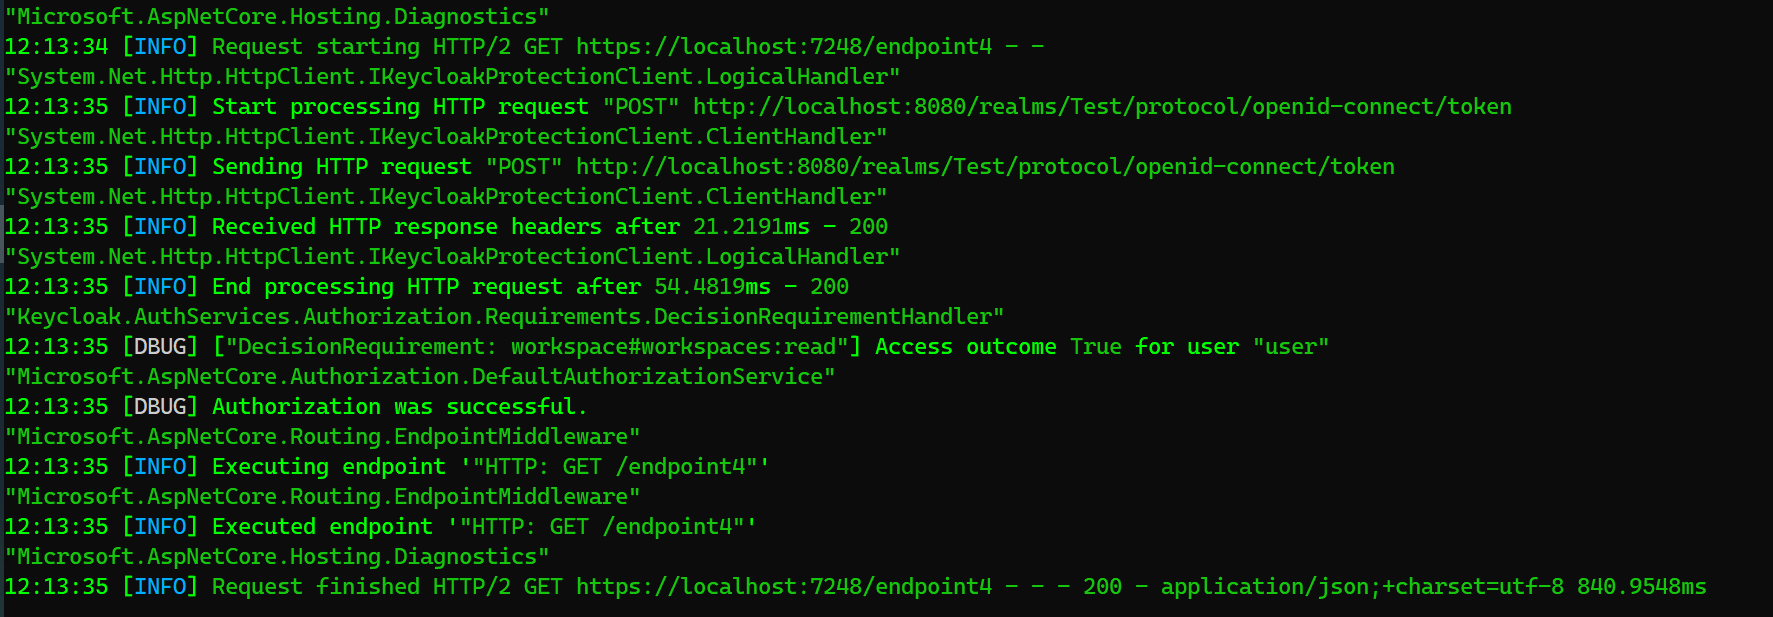 "Microsoft.AspNetCore.Hosting.Diagnostics"
12:13:34 [INFO] Request starting HTTP/2 GET https://localhost:7248/endpoint4 - -
"System.Net.Http.HttpClient.IKeycloakProtectionClient.LogicalHandler"
12:13:35 [INFO] Start processing HTTP request "POST" http://localhost:8080/realms/Test/protocol/openid-connect/token
"System.Net.Http.HttpClient.IKeycloakProtectionClient.ClientHandler"
12:13:35 [INFO] Sending HTTP request "POST" http://localhost:8080/realms/Test/protocol/openid-connect/token
"System.Net.Http.HttpClient.IKeycloakProtectionClient.ClientHandler"
12:13:35 [INFO] Received HTTP response headers after 21.2191ms - 200
"System.Net.Http.HttpClient.IKeycloakProtectionClient.LogicalHandler"
12:13:35 [INFO] End processing HTTP request after 54.4819ms - 200
"Keycloak.AuthServices.Authorization.Requirements.DecisionRequirementHandler"
12:13:35 [DBUG] ["DecisionRequirement: workspace#workspaces:read"] Access outcome True for user "user"
"Microsoft.AspNetCore.Authorization.DefaultAuthorizationService"
12:13:35 [DBUG] Authorization was successful.
"Microsoft.AspNetCore.Routing.EndpointMiddleware"
12:13:35 [INFO] Executing endpoint '"HTTP: GET /endpoint4"'
"Microsoft.AspNetCore.Routing.EndpointMiddleware"
12:13:35 [INFO] Executed endpoint '"HTTP: GET /endpoint4"'
"Microsoft.AspNetCore.Hosting.Diagnostics"
12:13:35 [INFO] Request finished HTTP/2 GET https://localhost:7248/endpoint4 - - - 200 - application/json;+charset=utf-8 840.9548ms